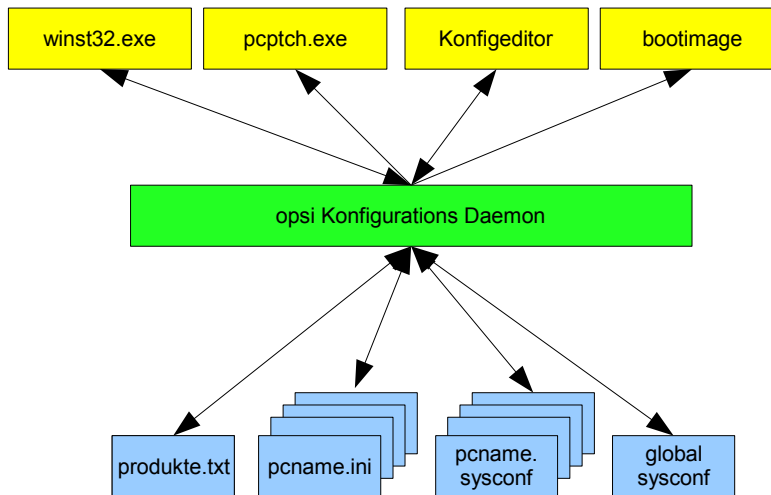 winst32.exe
pcptch.exe
Konfigeditor
bootimage
opsi Konfigurations Daemon
produkte.txt
pcname.ini
pcname.
sysconf
global
sysconf